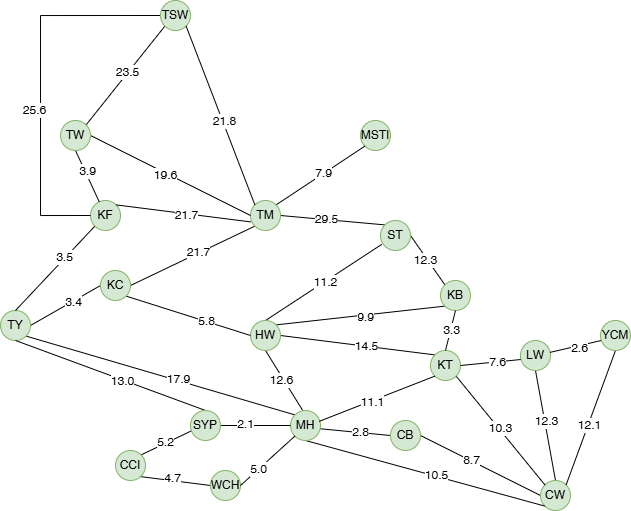 TSW
23.5
25.6
21.8
TW
MSTI
3.9
19.6
7.9
KF
21.7
TM
29.5
ST
3.5
21.7
12.3
KC
11.2
KB
3.4
5.8
9.9
TY
HW
3.3
YCM
14.5
LW
2.6
KT
7.6
13.0
17.9
12.6
11.1
12.3
12.1
10.3
SYP
2.1
MH
2.8
CB
5.2
CCI
4.7
5.0
8.7
WCH
10.5
CW